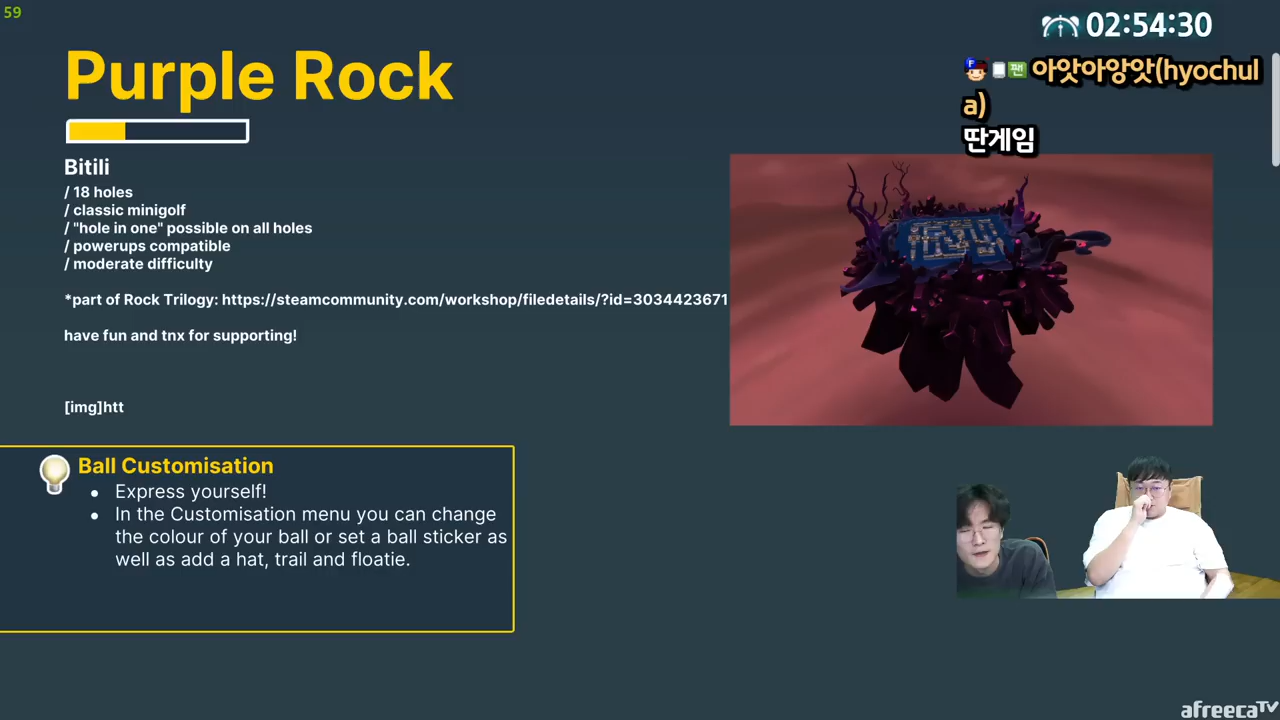 59
02:54:30
Purple Rock
F 팬 아앗아앙앗(hyochul
a)
딴게임
Bitili
/ 18 holes
/ classic minigolf
/ "hole in one" possible on all holes
/ powerups compatible
/ moderate difficulty
*part of Rock Trilogy: https://steamcommunity.com/workshop/filedetails/?id=3034423671
have fun and tnx for supporting!
[img]htt
Ball Customisation
Express yourself!
In the Customisation menu you can change
the colour of your ball or set a ball sticker as
well as add a hat, trail and floatie.
afreecaTV